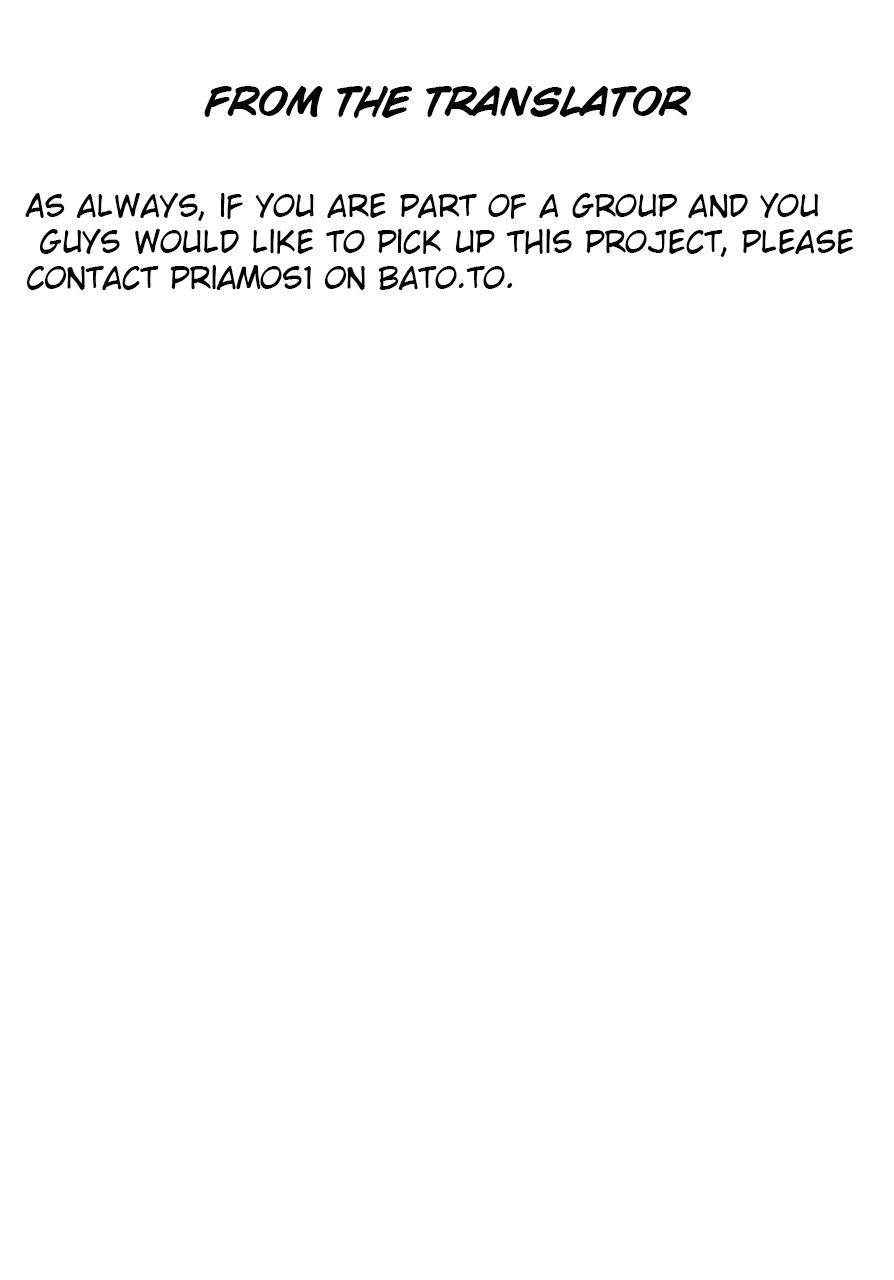 FROM THE TRANSLATOR
AS ALWAYS, IF YOU ARE PART OF A GROUP AND YOU
GUYS WOULD LIKE TO PICK UP THIS PROJECT, PLEASE
CONTACT PRIAMOS1 ON BATO.TO.